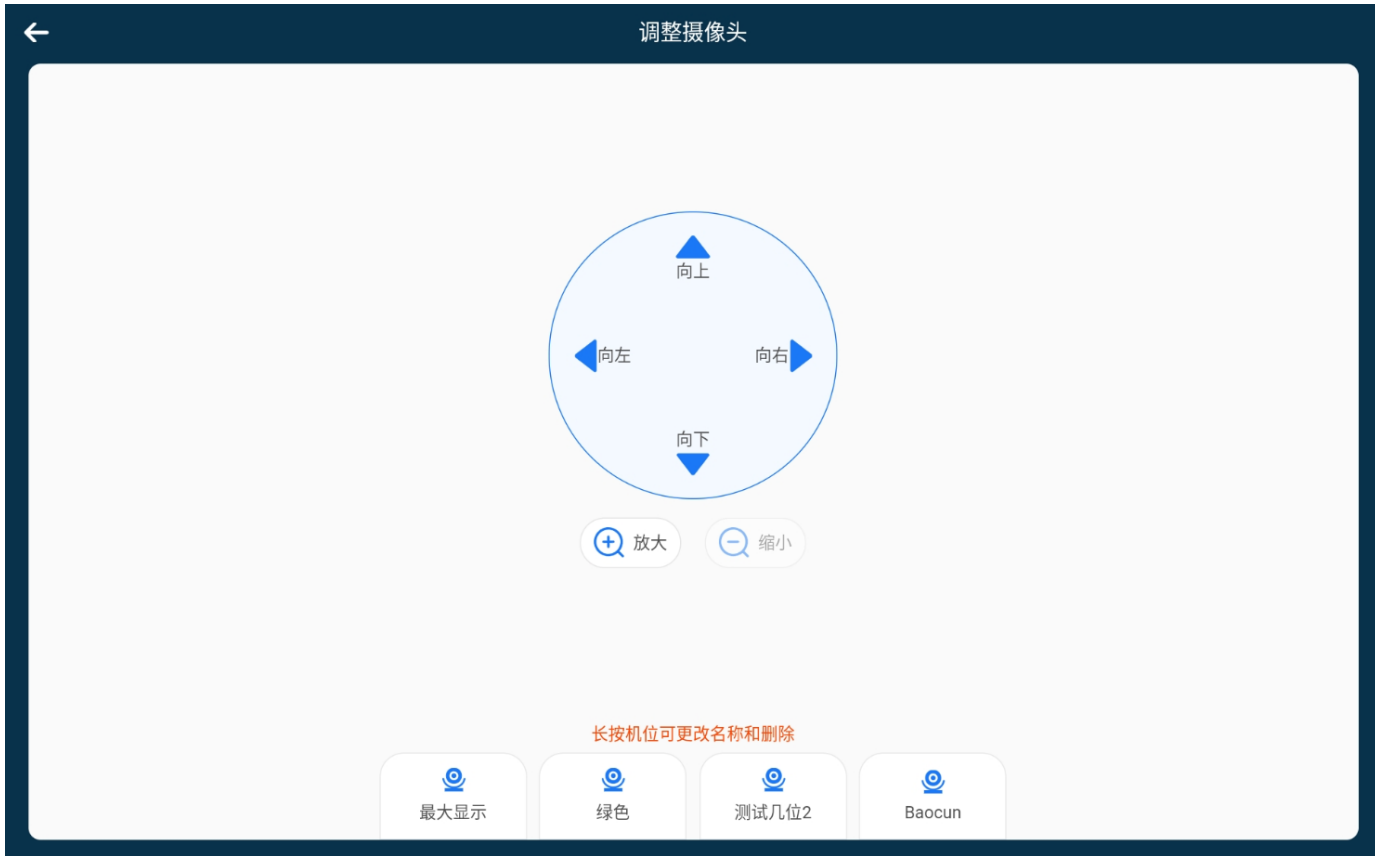 调整摄像头
向上
向左
向右
向下
放大
缩小
长按机位可更改名称和删除
最大显示
绿色
测试几位2
Baocun